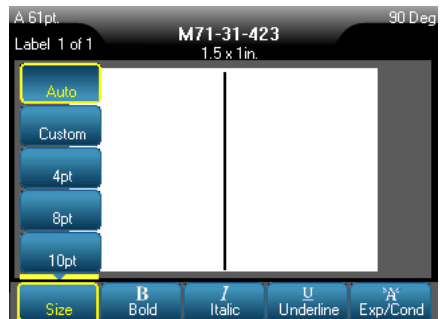 A 61pt. 90 Deg
Label 1 of 1
M71-31-423
1.5 x 1in.
Auto
Custom
4pt
8pt
10pt
Size
B Bold
I Italic
U Underline
A Exp/Cond